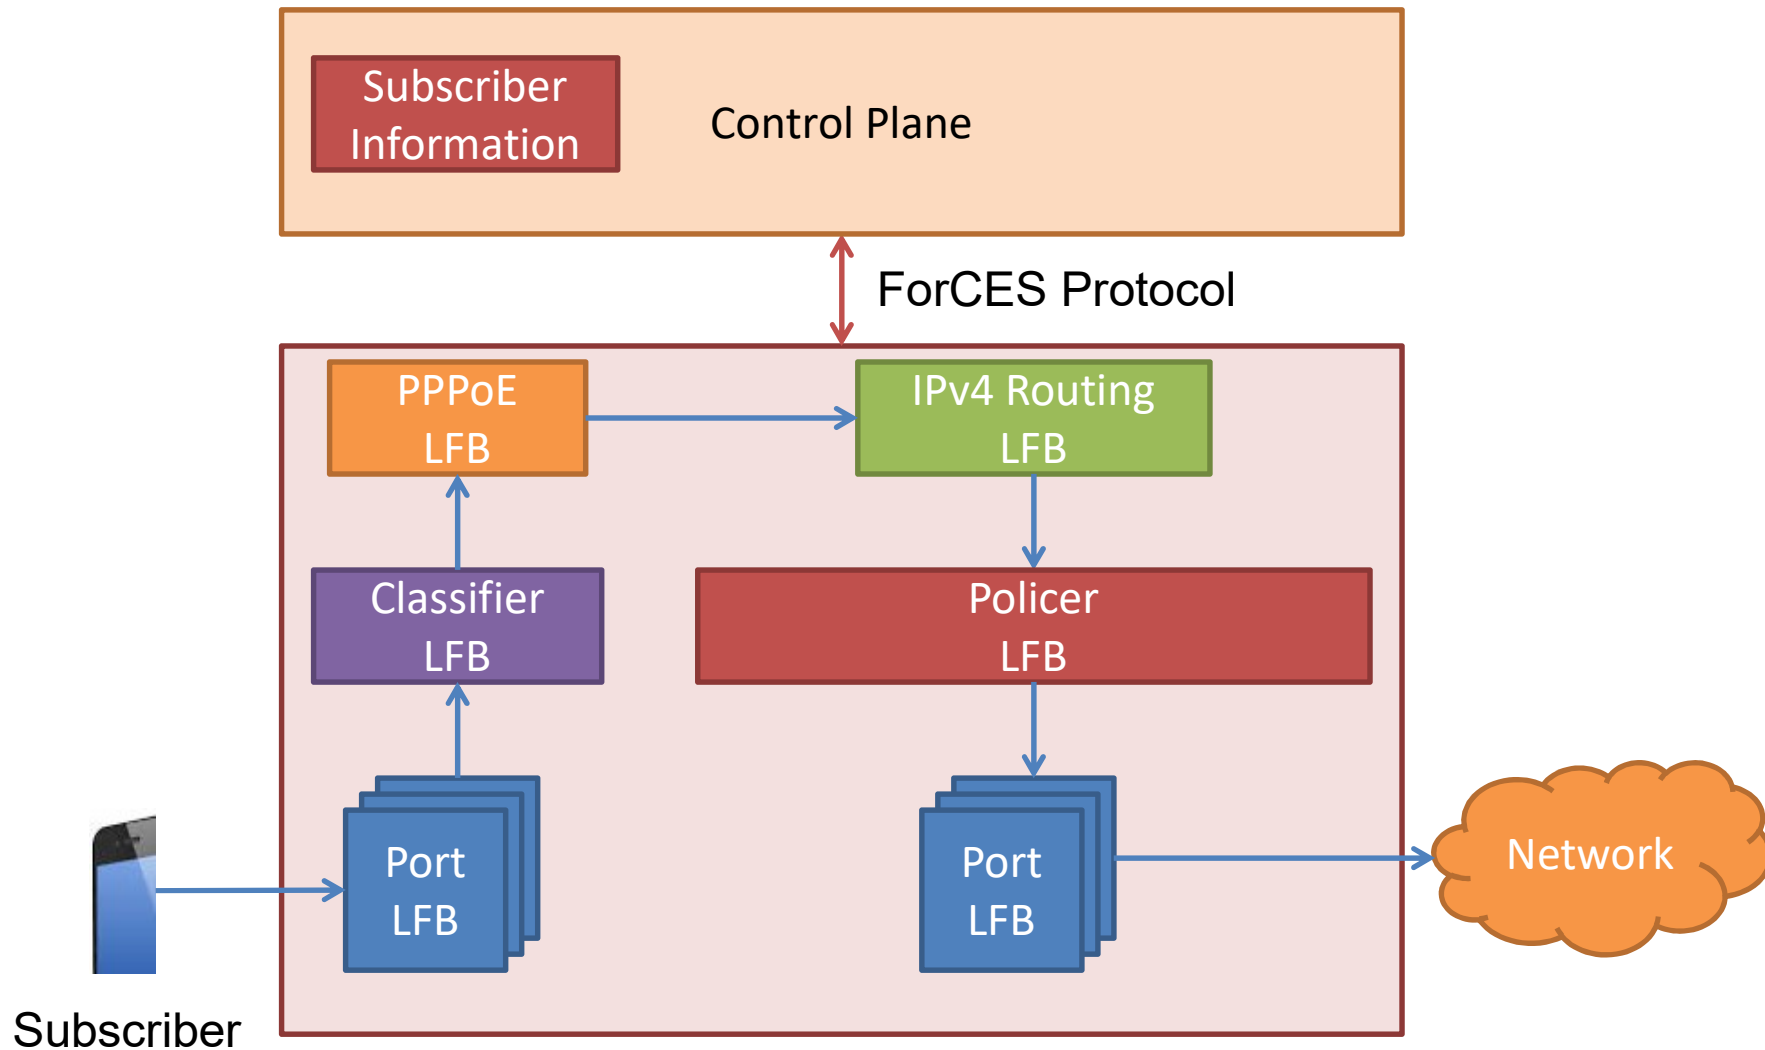 Subscriber
Information
Control Plane
ForCES Protocol
PPPoE
LFB
IPv4 Routing
LFB
Classifier
LFB
Policer
LFB
Port
LFB
Port
LFB
Network
Subscriber